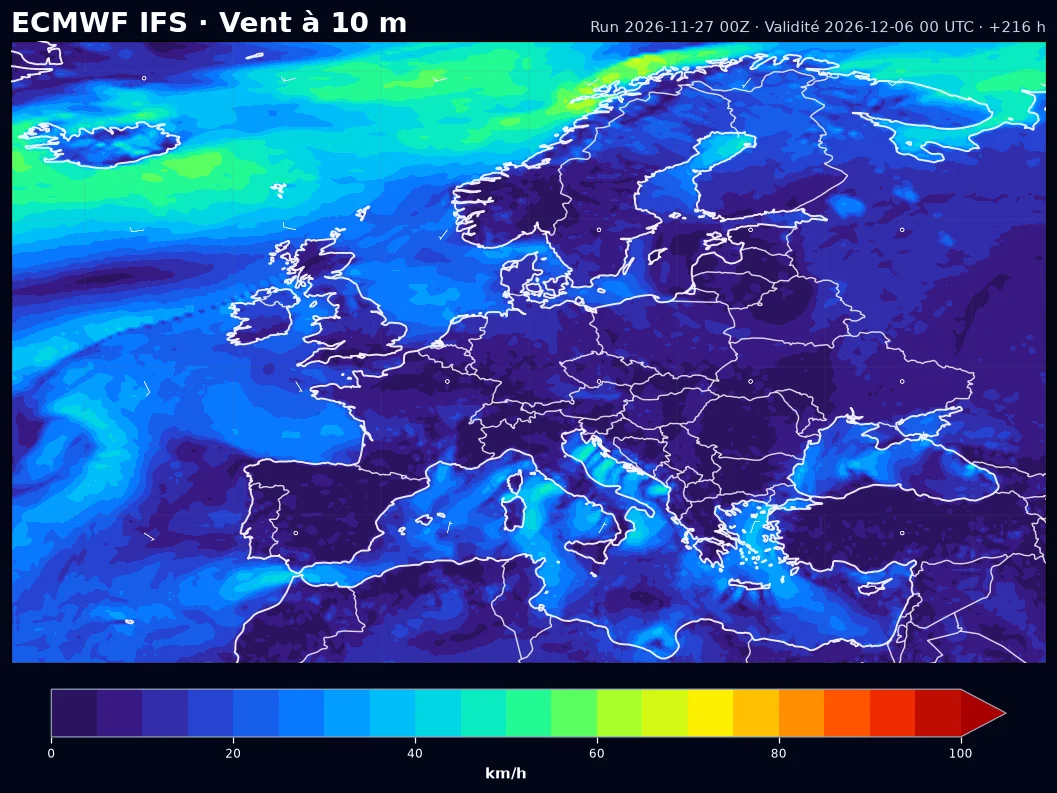 ECMWF IFS · Vent à 10 m
Run 2026-11-27 00Z · Validité 2026-12-06 00 UTC · +216 h
0 20 40 60 80 100
km/h